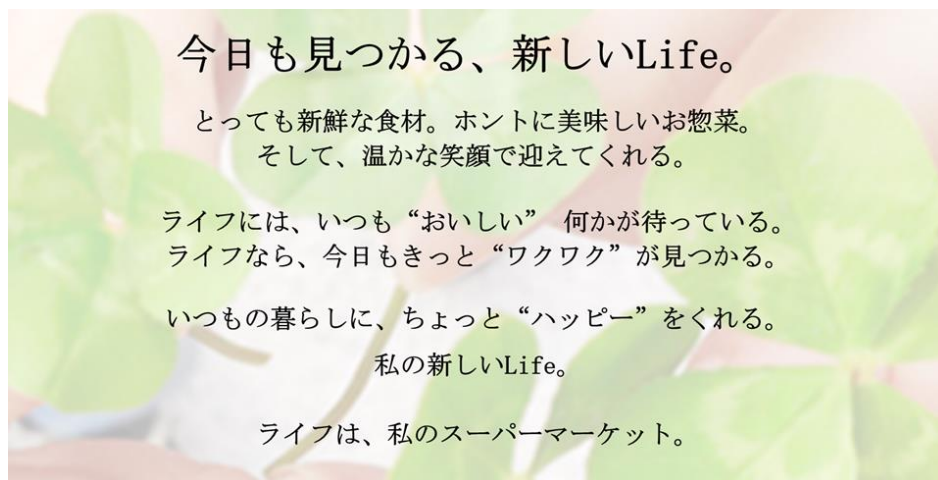 今日も見つかる、新しいLife。
とっても新鮮な食材。ホントに美味しいお惣菜。
そして、温かな笑顔で迎えてくれる。
ライフには、いつも“おいしい” 何かが待っている。
ライフなら、今日もきっと“ワクワク”が見つかる。
いつもの暮らしに、ちょっと“ハッピー”をくれる。
私の新しいLife。
ライフは、私のスーパーマーケット。